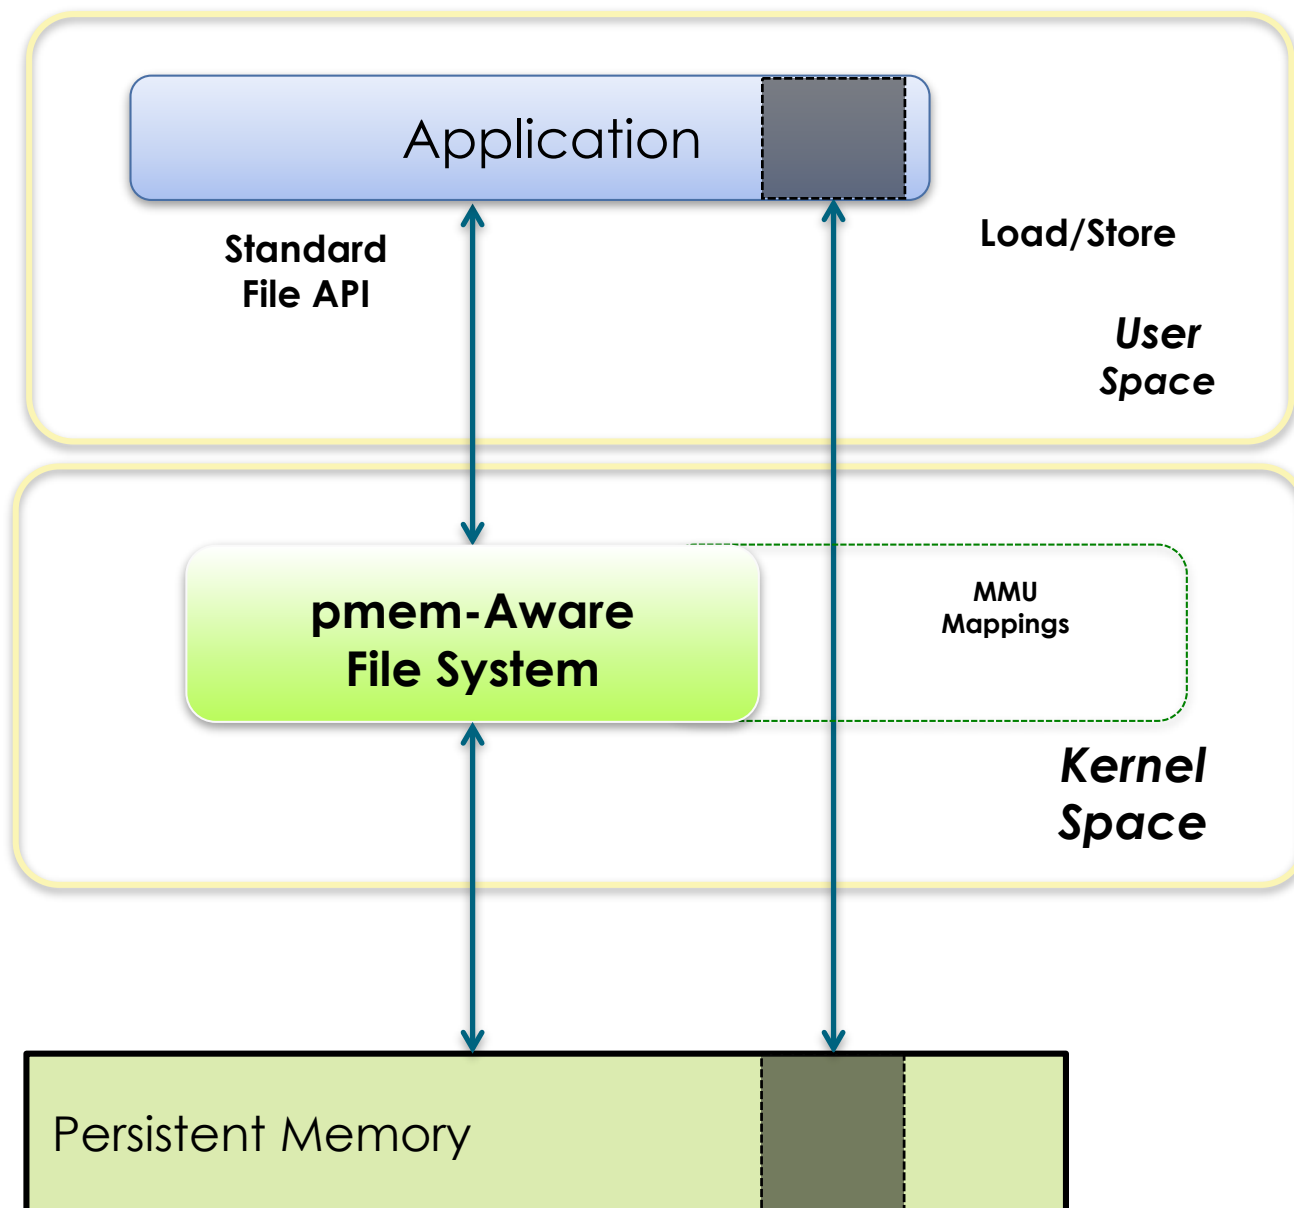 Application
Standard
File API
Load/Store
User
Space
pmem-Aware
File System
MMU
Mappings
Kernel
Space
Persistent Memory